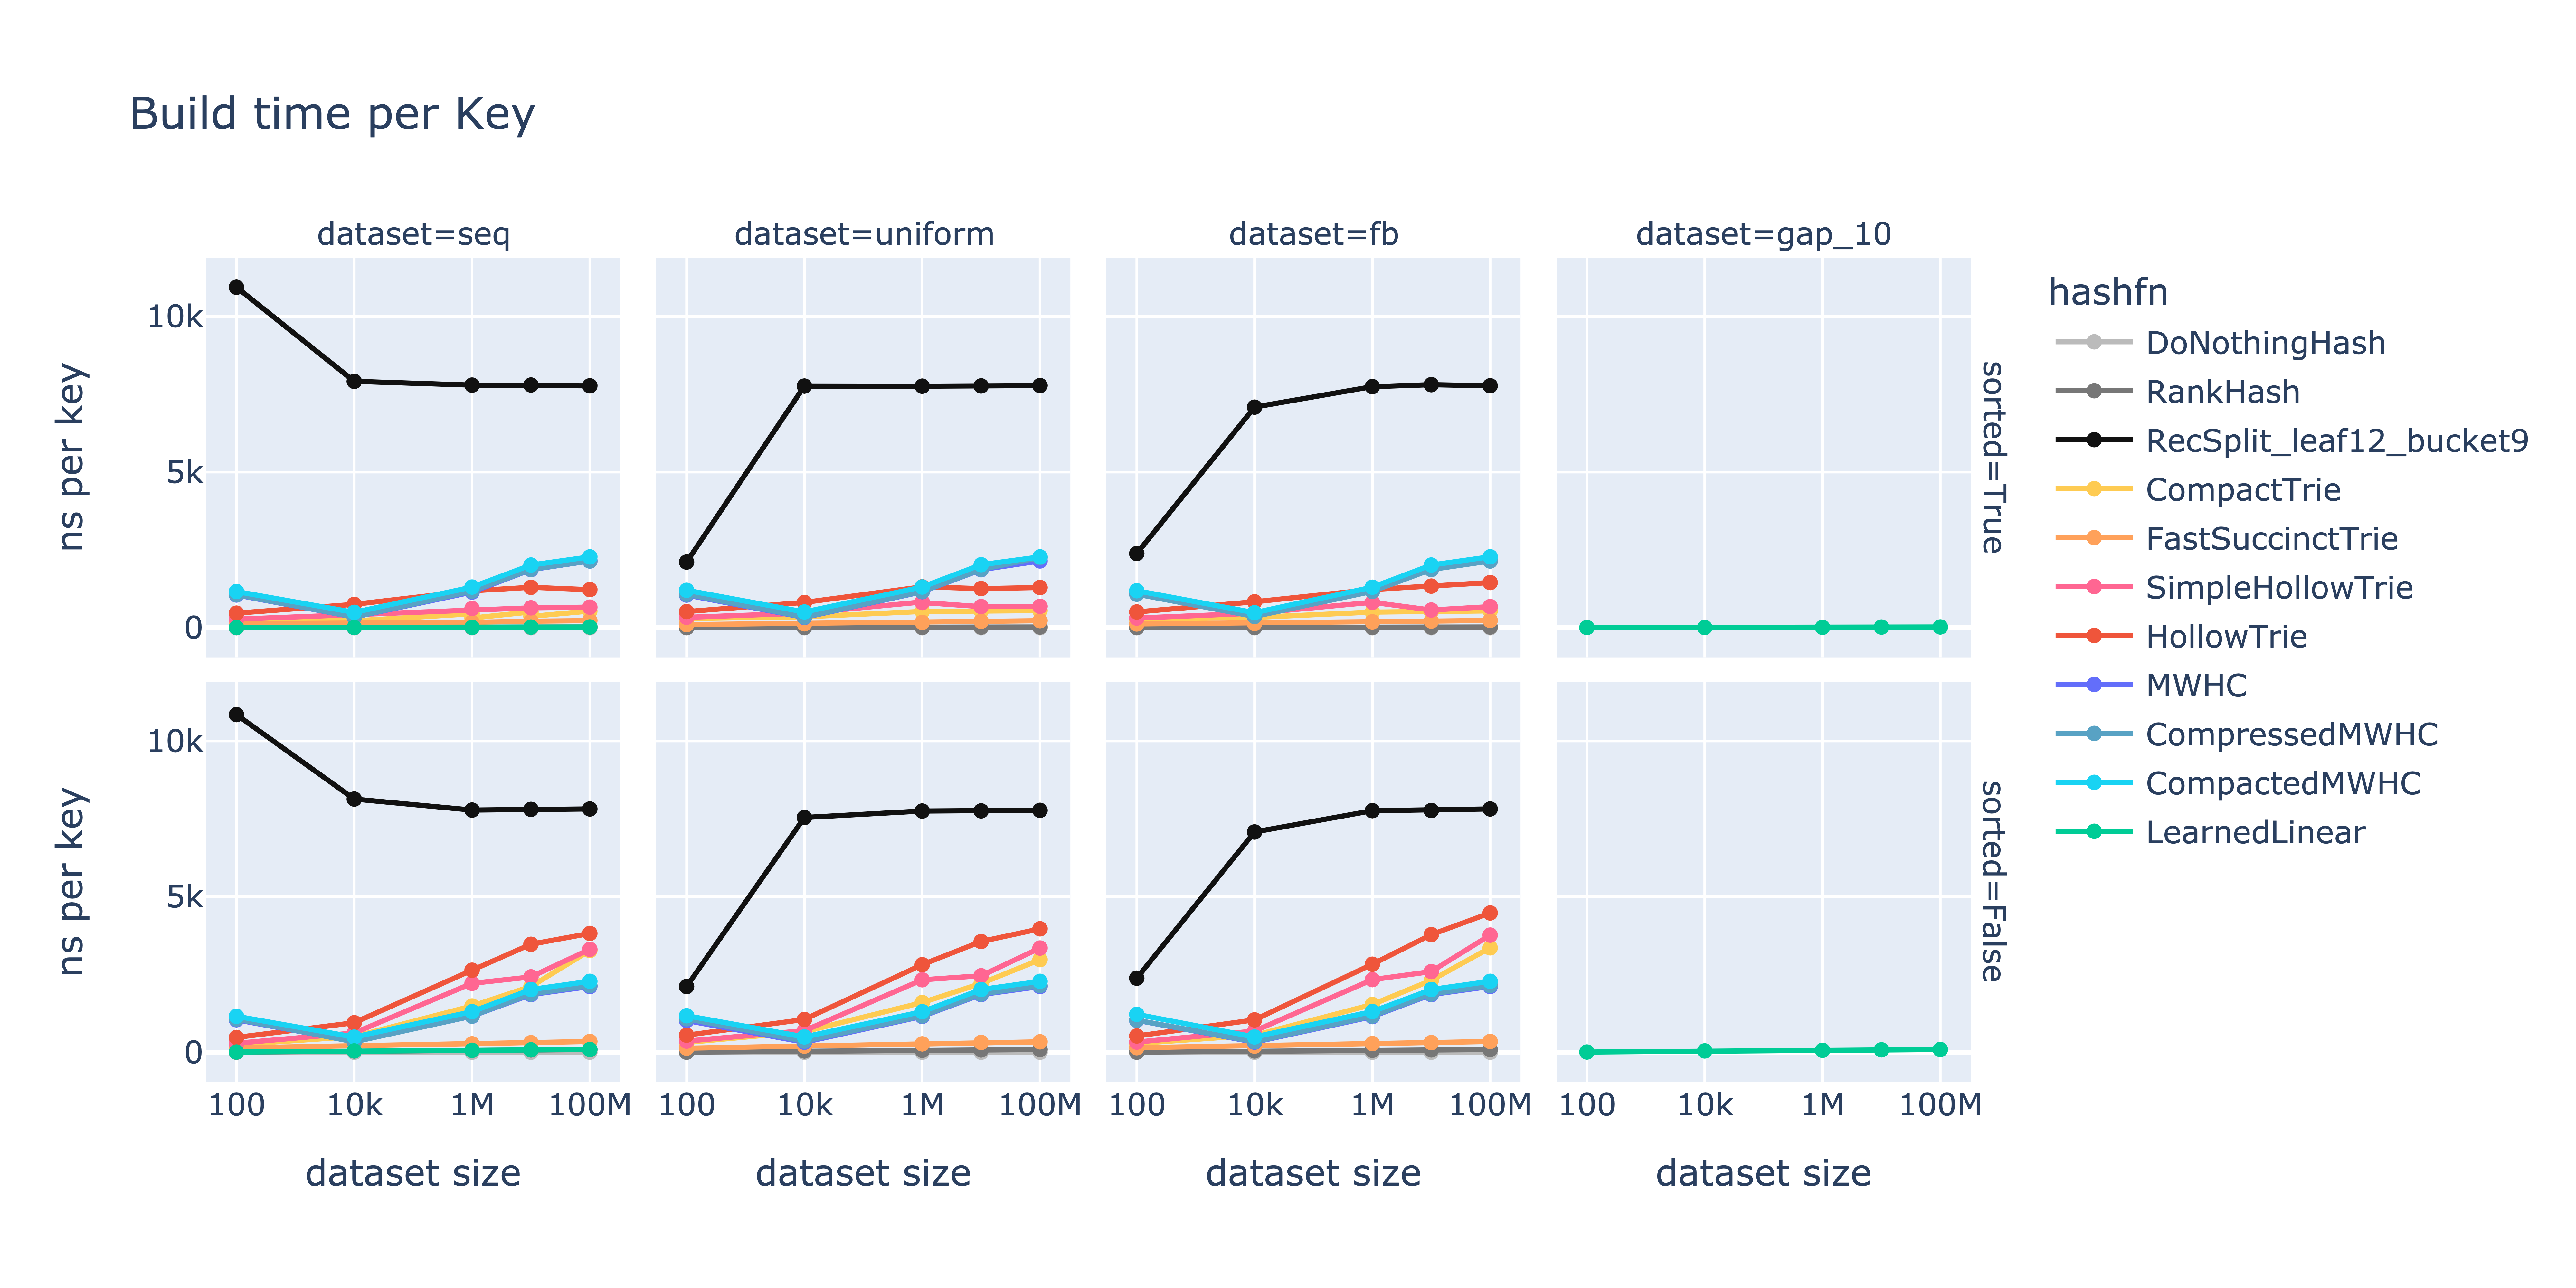 Build time per Key
dataset=seq
dataset=uniform
dataset=fb
dataset=gap_10
hashfn
DoNothingHash
RankHash
RecSplit_leaf12_bucket9
CompactTrie
FastSuccinctTrie
SimpleHollowTrie
HollowTrie
MWHC
CompressedMWHC
CompactedMWHC
LearnedLinear
ns per key
10k
5k
0
sorted=True
ns per key
10k
5k
0
sorted=False
100 10k 1M 100M
100 10k 1M 100M
100 10k 1M 100M
100 10k 1M 100M
dataset size
dataset size
dataset size
dataset size